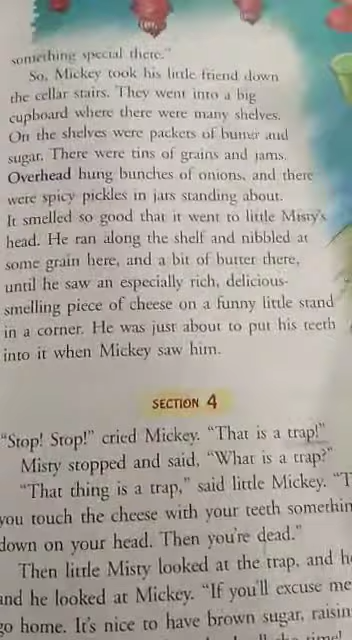 something special there."
So, Mickey took his little friend down
the cellar stairs. They went into a big
cupboard where there were many shelves.
On the shelves were packets of butter and
sugar. There were tins of grains and jams.
Overhead hung bunches of onions, and there
were spicy pickles in jars standing about.
It smelled so good that it went to little Misty's
head. He ran along the shelf and nibbled at
some grain here, and a bit of butter there,
until he saw an especially rich, delicious-
smelling piece of cheese on a funny little stand
in a corner. He was just about to put his teeth
into it when Mickey saw him.
SECTION 4
"Stop! Stop!" cried Mickey. "That is a trap!"
Misty stopped and said, "What is a trap?"
"That thing is a trap," said little Mickey.
you touch the cheese with your teeth
down on your head. Then you're dead."
Then little Misty looked at the trap, and
and he looked at Mickey. "If you'll excuse me
go home. It's nice to have brown sugar,